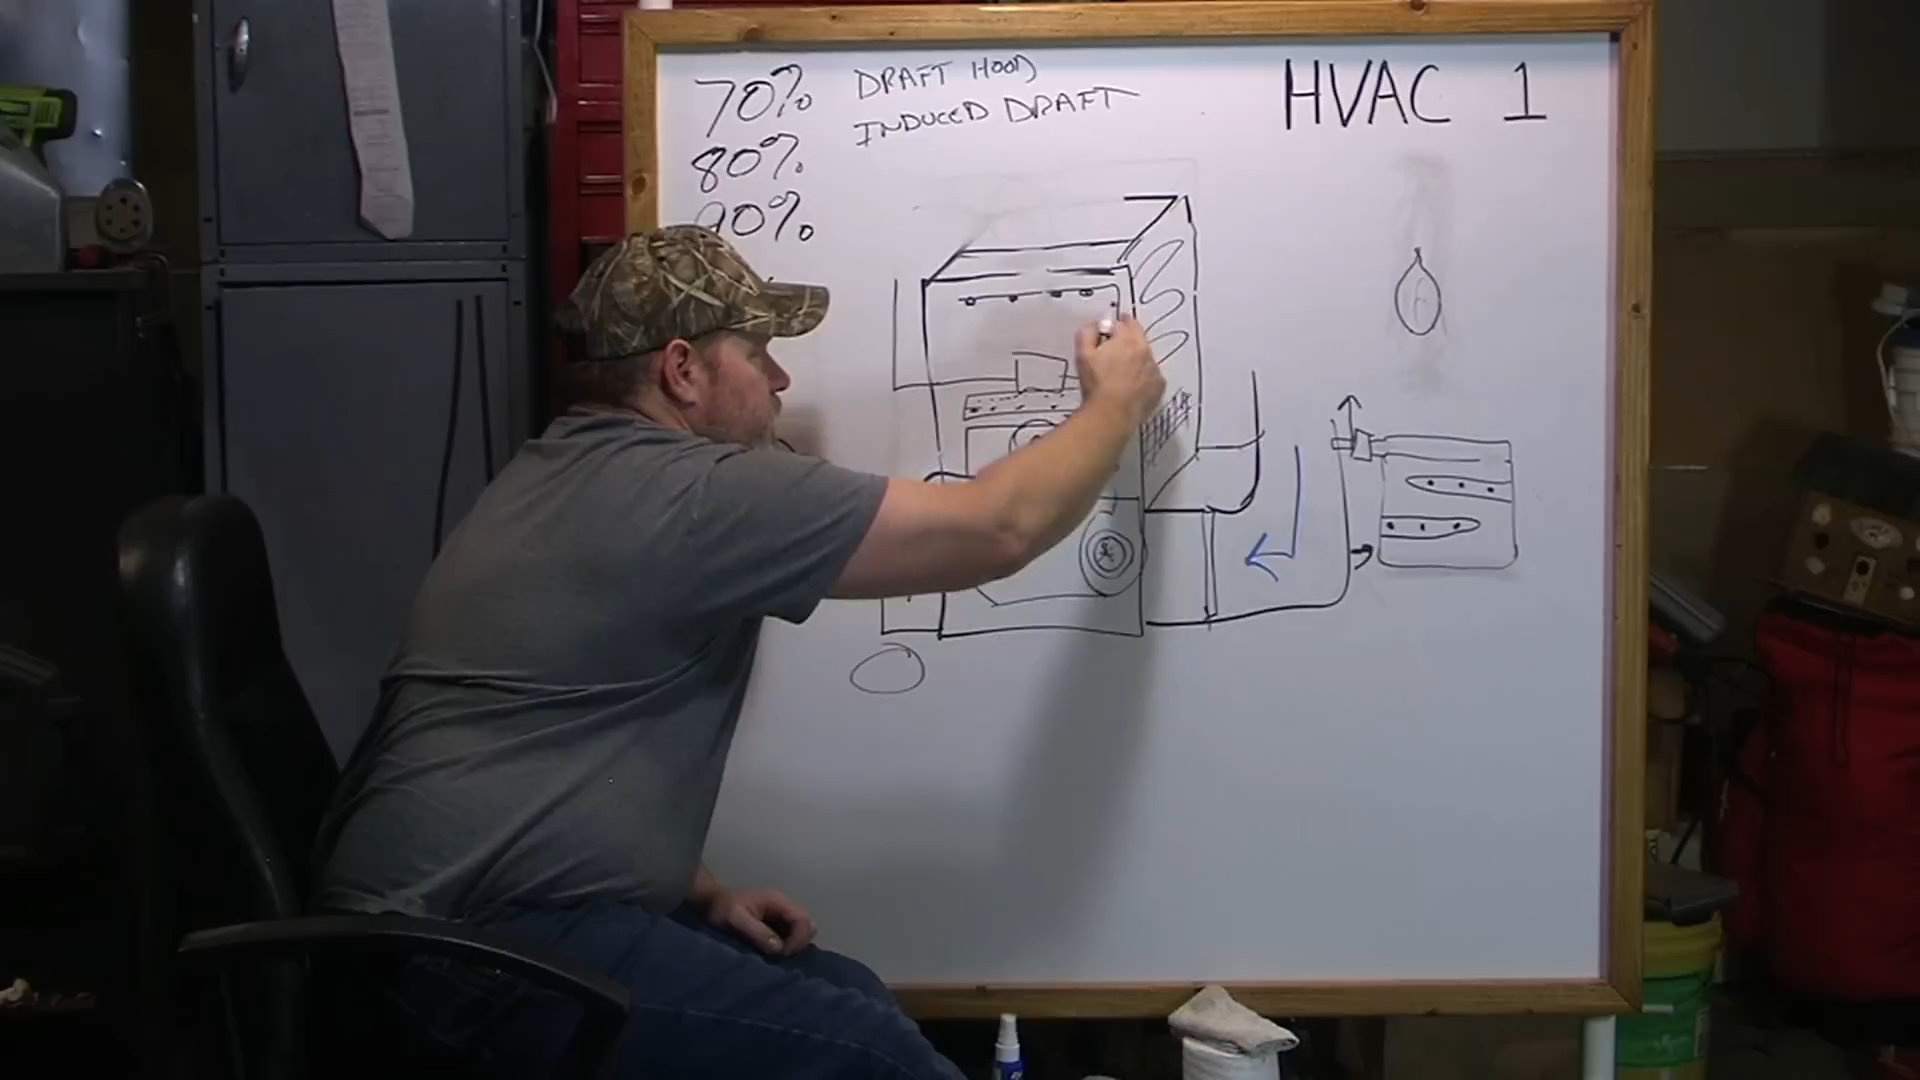 70% DRAFT HOOD
80% INDUCED DRAFT
90%
HVAC 1